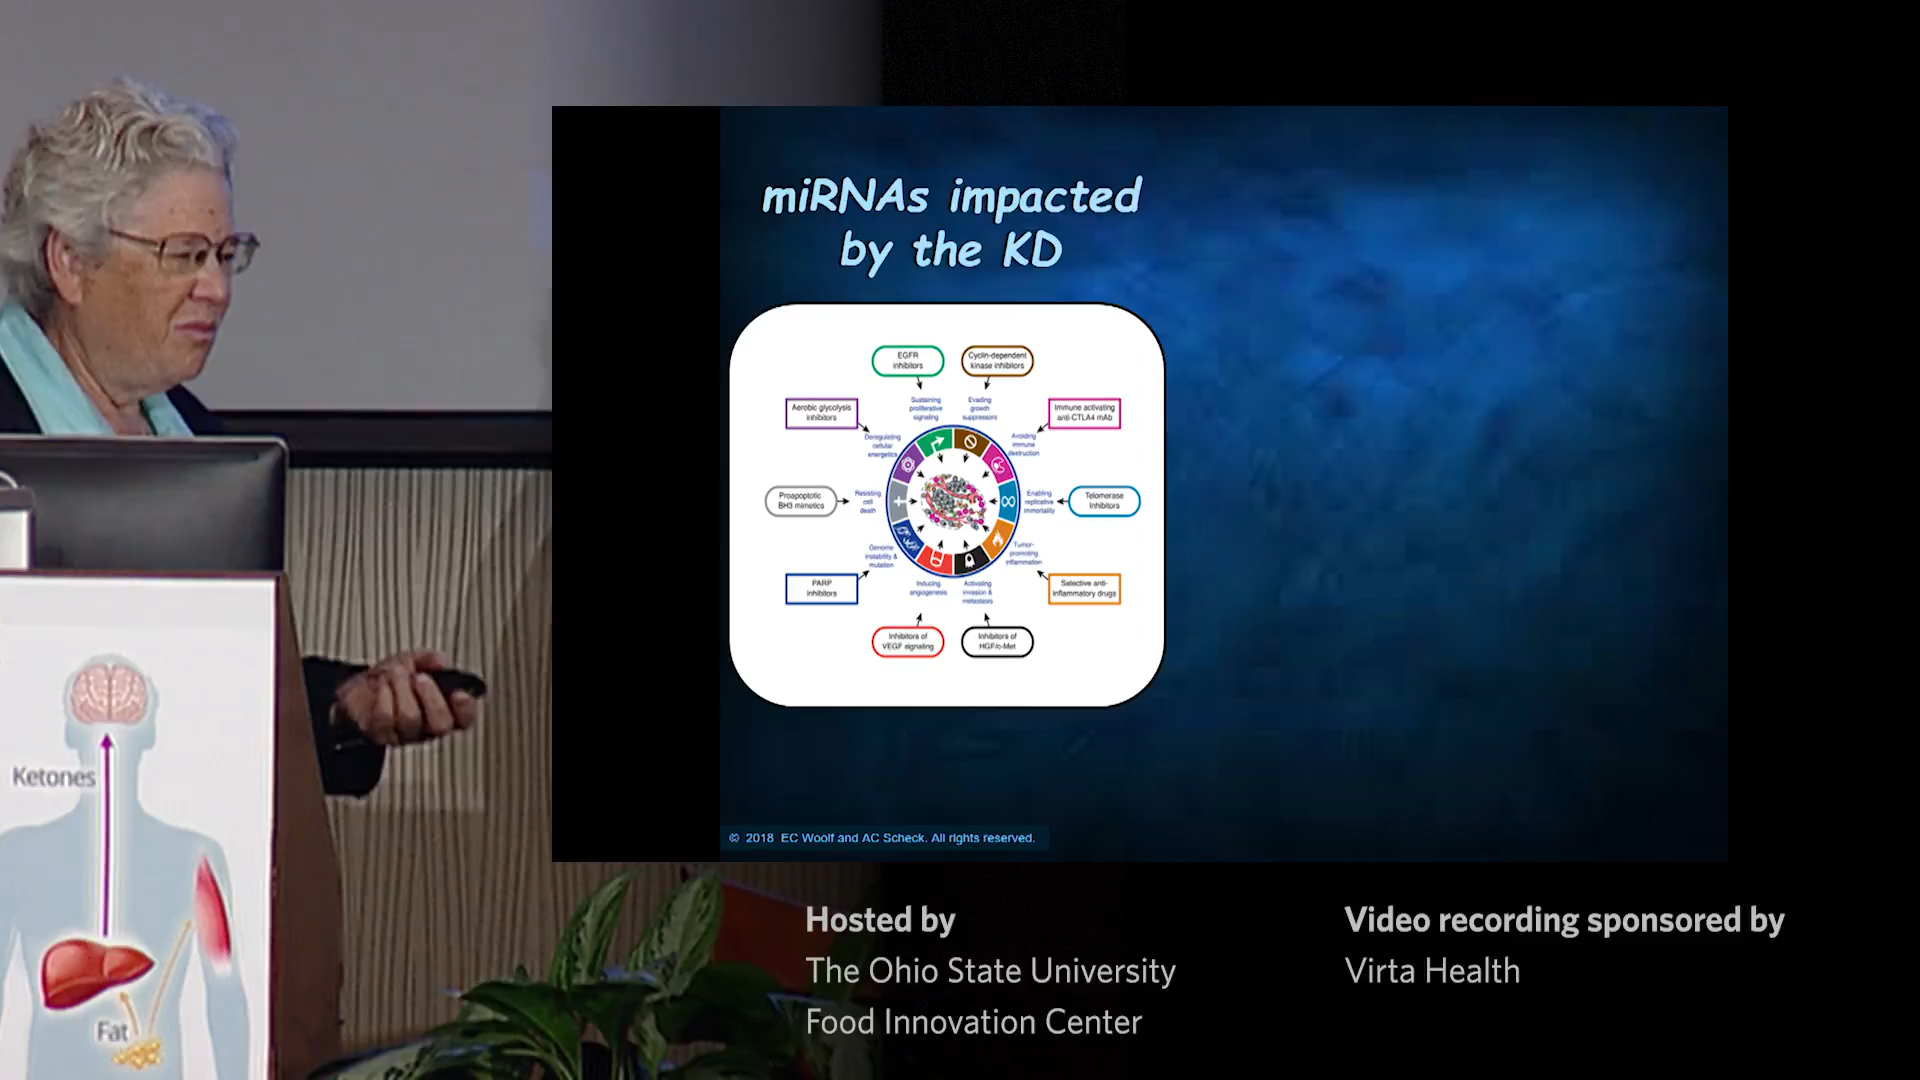 miRNAs impacted
by the KD
EGFR
inhibitors
Cyclin-dependent
kinase inhibitors
Aerobic glycolysis
inhibitors
Sustaining
proliferative
signaling
Evading
growth
suppressors
Immune activating
anti-CTLA4 mAb
Deregulating
cellular
energetics
Avoiding
immune
destruction
Proapoptotic
BH3 mimetics
Resisting
cell
death
Enabling
replicative
immortality
Telomerase
Inhibitors
Genome
instability &
mutation
Tumor-
promoting
inflammation
PARP
inhibitors
Inducing
angiogenesis
Activating
invasion &
metastasis
Selective anti-
inflammatory drugs
Inhibitors of
VEGF signaling
Inhibitors of
HGF/c-Met
© 2018 EC Woolf and AC Scheck. All rights reserved.
Ketones
Fat
Hosted by
The Ohio State University
Food Innovation Center
Video recording sponsored by
Virta Health